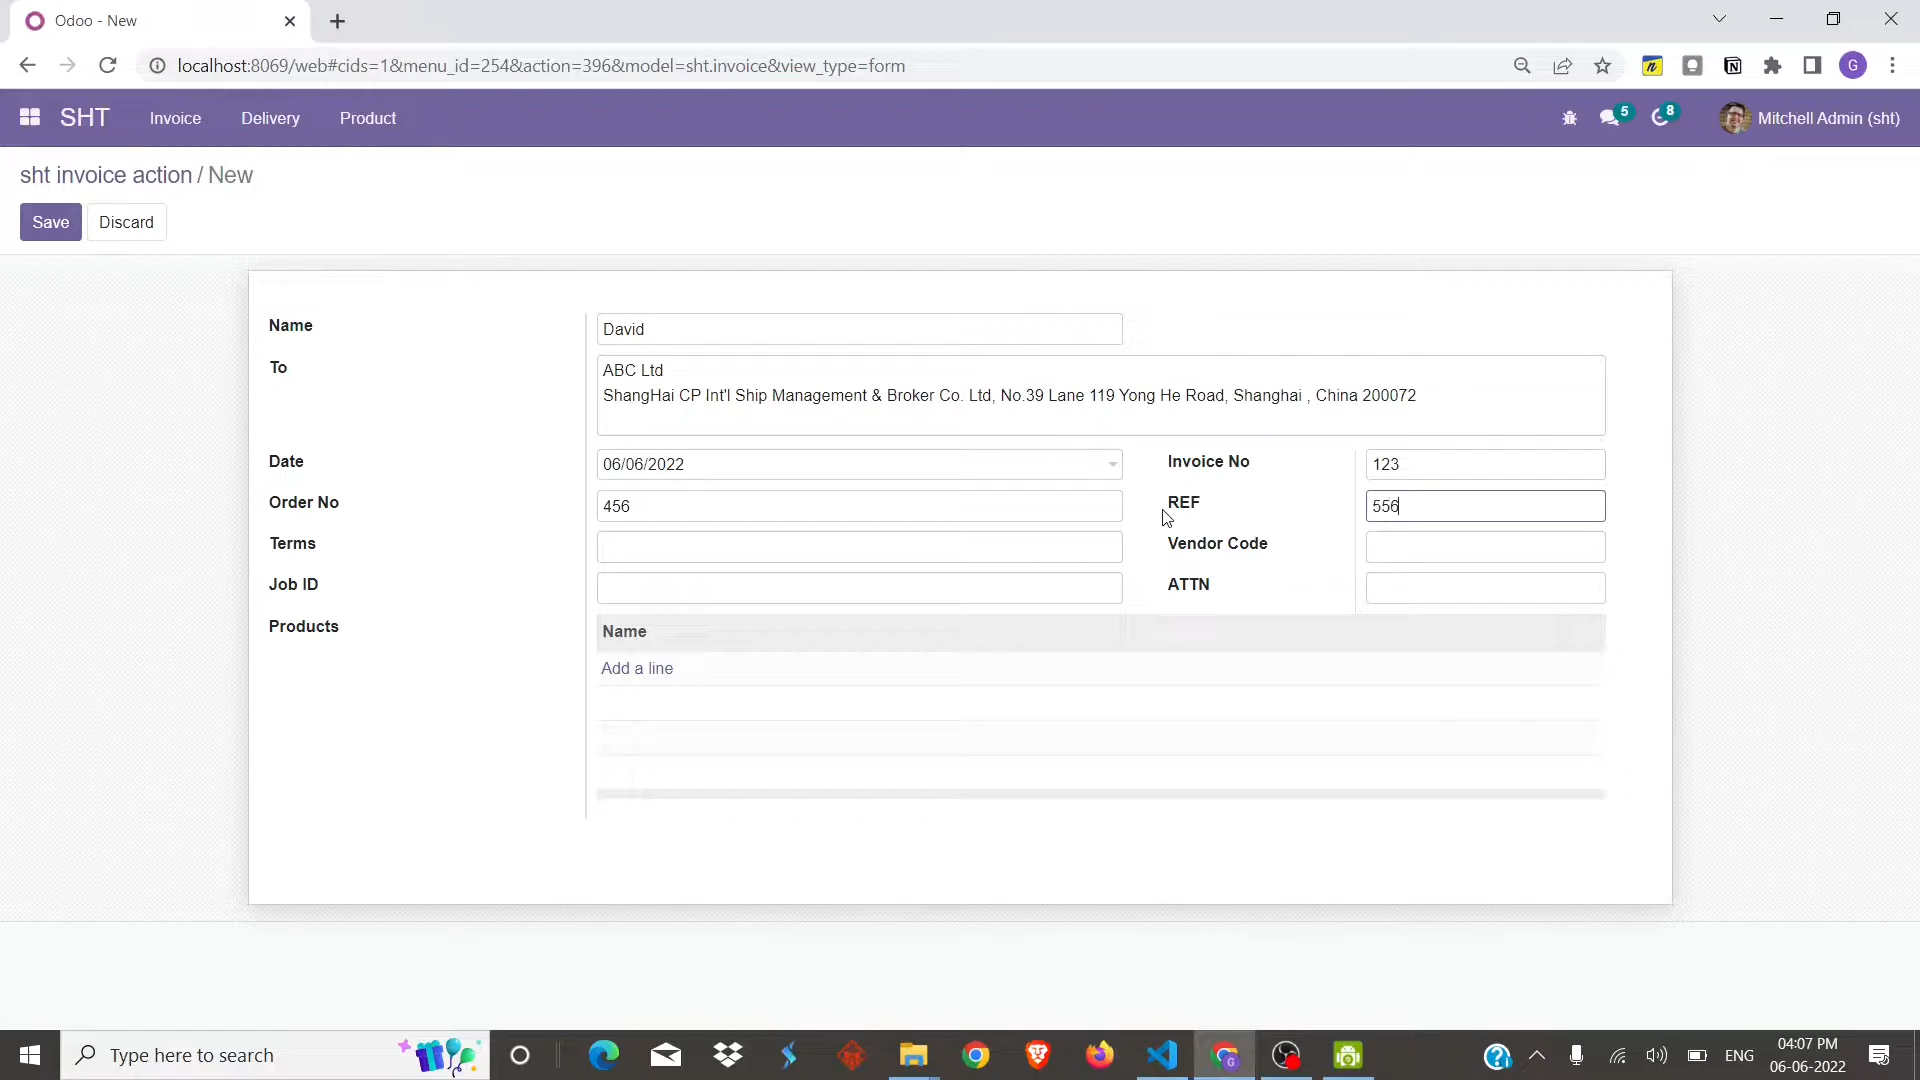 Odoo - New
localhost:8069/web#cids=1&menu_id=254&action=396&model=sht.invoice&view_type=form
G
SHT Invoice Delivery Product 5 8 Mitchell Admin (sht)
sht invoice action / New
Save Discard
Name David
To ABC Ltd
ShangHai CP Int'l Ship Management & Broker Co. Ltd, No.39 Lane 119 Yong He Road, Shanghai , China 200072
Date 06/06/2022 Invoice No 123
Order No 456 REF 556
Terms Vendor Code
Job ID ATTN
Products Name
Add a line
Type here to search ENG 04:07 PM
06-06-2022